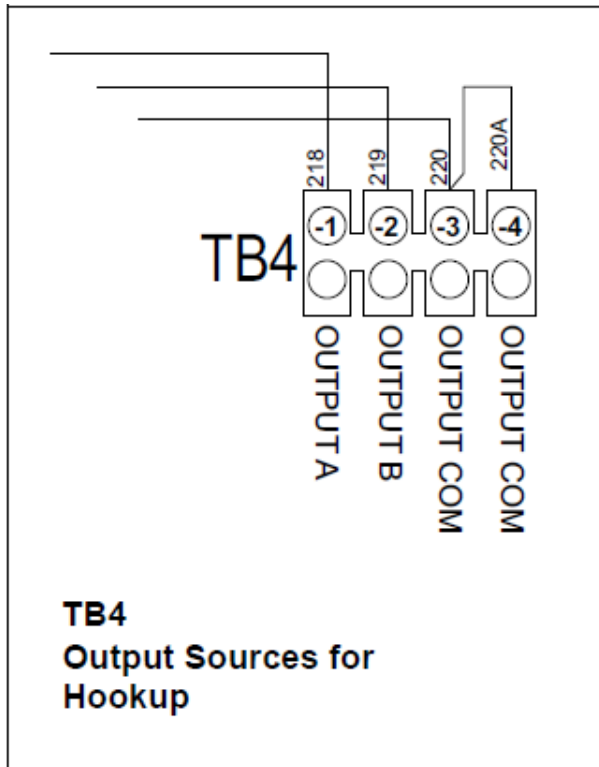 218
219
220
220A
TB4
-1
-2
-3
-4
OUTPUT A
OUTPUT B
OUTPUT COM
OUTPUT COM
TB4
Output Sources for
Hookup